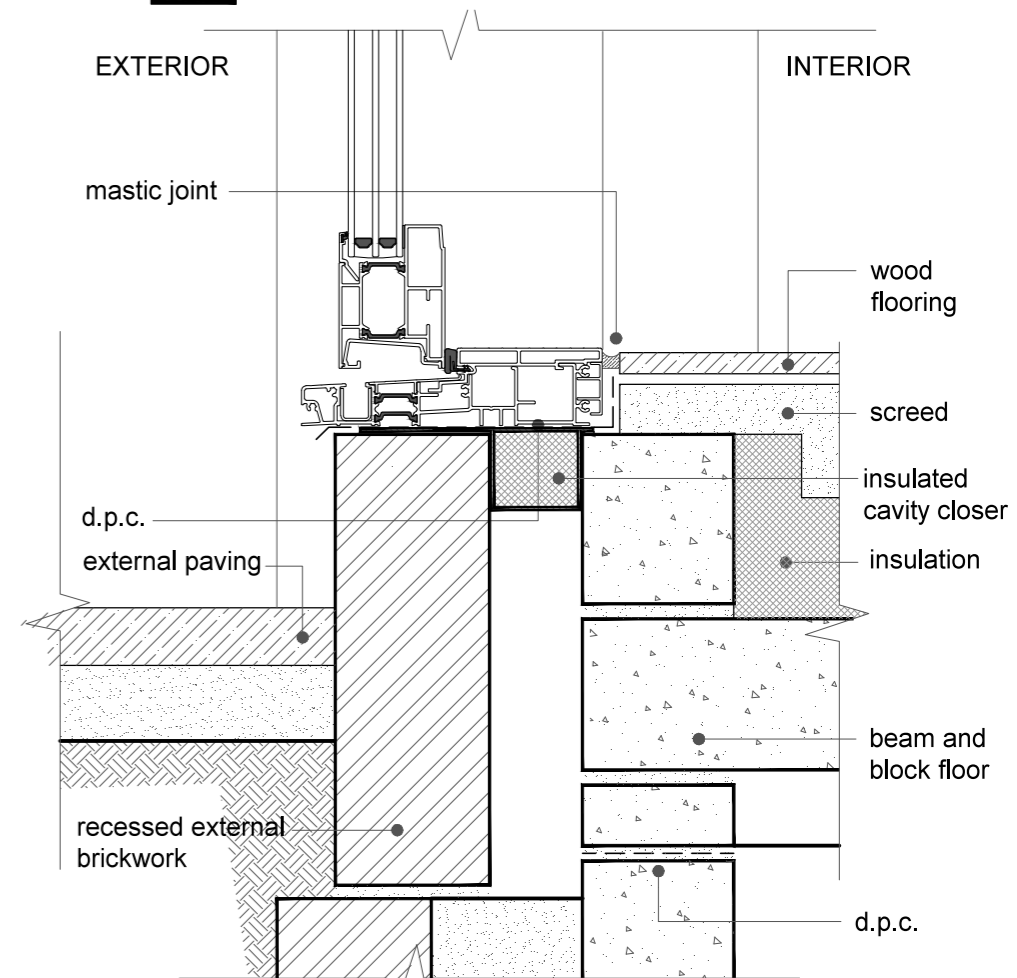 EXTERIOR
INTERIOR
mastic joint
wood
flooring
screed
insulated
cavity closer
d.p.c.
external paving
insulation
beam and
block floor
recessed external
brickwork
d.p.c.